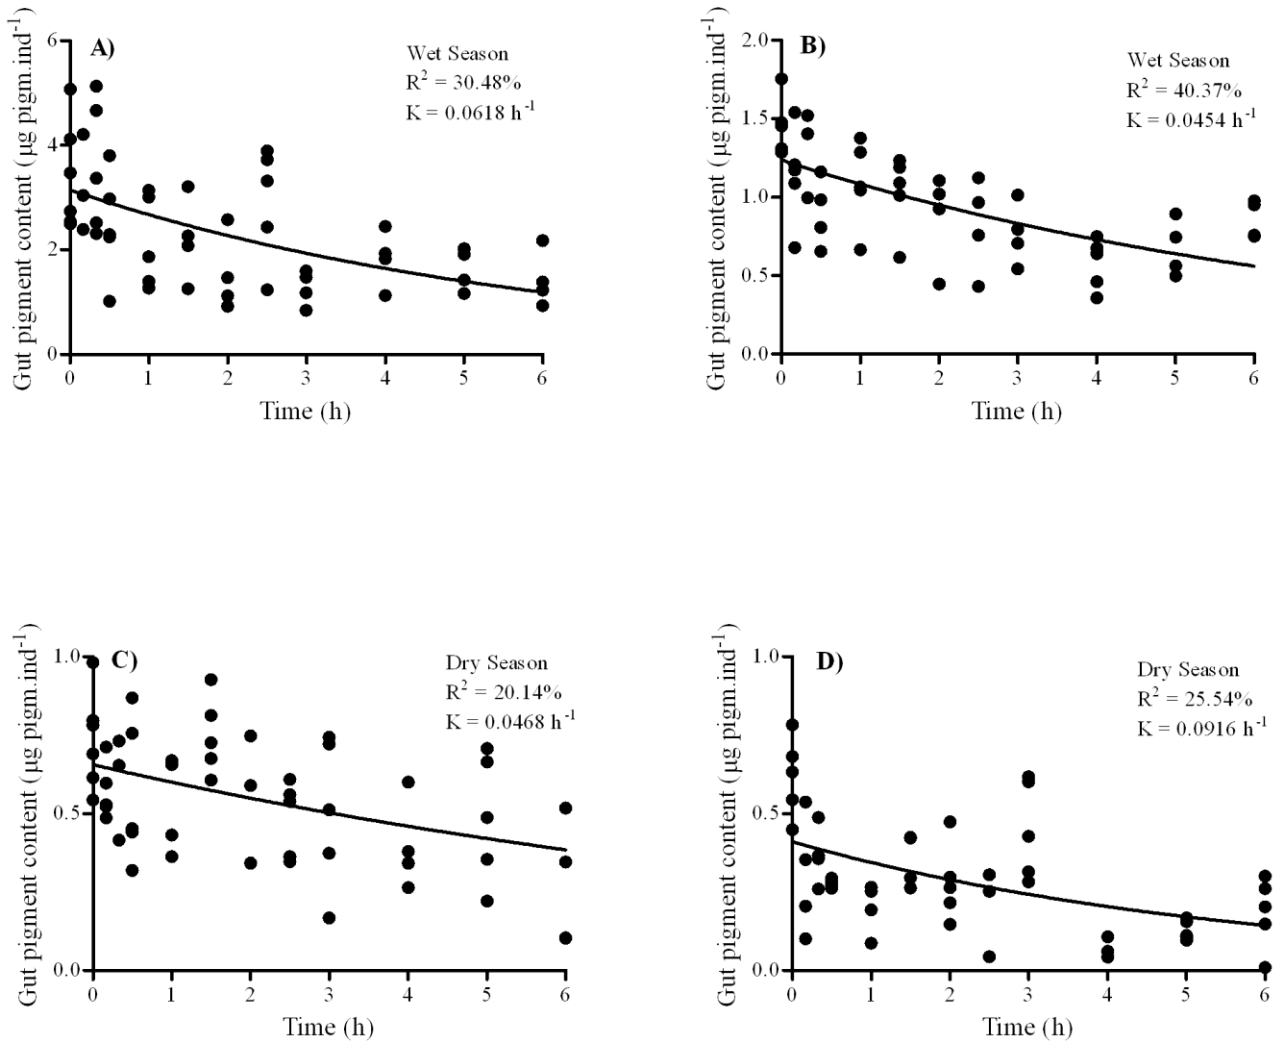 A)
Wet Season
R² = 30.48%
K = 0.0618 h⁻¹
Gut pigment content (µg pigm.ind⁻¹)
6
4
2
0
0 1 2 3 4 5 6
Time (h)
B)
Wet Season
R² = 40.37%
K = 0.0454 h⁻¹
Gut pigment content (µg pigm.ind⁻¹)
2.0
1.5
1.0
0.5
0.0
0 1 2 3 4 5 6
Time (h)
C)
Dry Season
R² = 20.14%
K = 0.0468 h⁻¹
Gut pigment content (µg pigm.ind⁻¹)
1.0
0.5
0.0
0 1 2 3 4 5 6
Time (h)
D)
Dry Season
R² = 25.54%
K = 0.0916 h⁻¹
Gut pigment content (µg pigm.ind⁻¹)
1.0
0.5
0.0
0 1 2 3 4 5 6
Time (h)